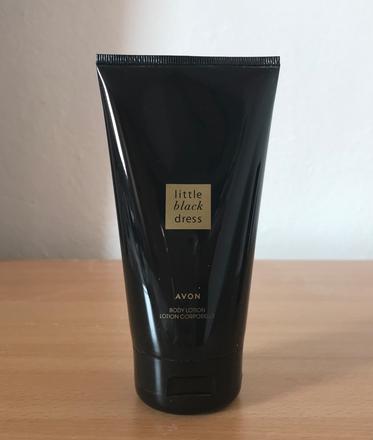 little
black
dress
AVON
BODY LOTION
LOTION CORPORELLE